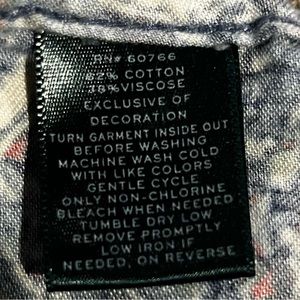 RN# 60766
82% COTTON
18%VISCOSE
EXCLUSIVE OF
DECORATION
TURN GARMENT INSIDE OUT
BEFORE WASHING
MACHINE WASH COLD
WITH LIKE COLORS
GENTLE CYCLE
ONLY NON-CHLORINE
BLEACH WHEN NEEDED
TUMBLE DRY LOW
REMOVE PROMPTLY
LOW IRON IF
NEEDED, ON REVERSE